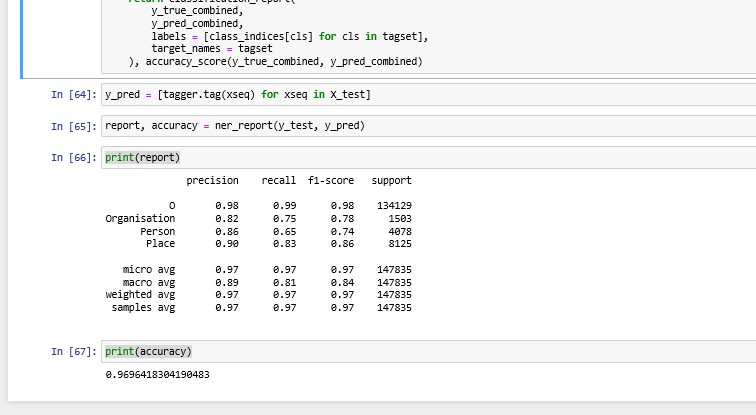 return classification_report(
y_true_combined,
y_pred_combined,
labels = [class_indices[cls] for cls in tagset],
target_names = tagset
), accuracy_score(y_true_combined, y_pred_combined)
In [64]: y_pred = [tagger.tag(xseq) for xseq in X_test]
In [65]: report, accuracy = ner_report(y_test, y_pred)
In [66]: print(report)
precision recall f1-score support
O 0.98 0.99 0.98 134129
Organisation 0.82 0.75 0.78 1503
Person 0.86 0.65 0.74 4078
Place 0.90 0.83 0.86 8125
micro avg 0.97 0.97 0.97 147835
macro avg 0.89 0.81 0.84 147835
weighted avg 0.97 0.97 0.97 147835
samples avg 0.97 0.97 0.97 147835
In [67]: print(accuracy)
0.9696418304190483